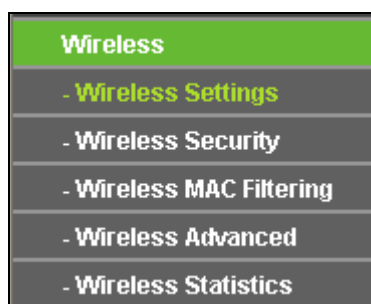 Wireless
- Wireless Settings
- Wireless Security
- Wireless MAC Filtering
- Wireless Advanced
- Wireless Statistics